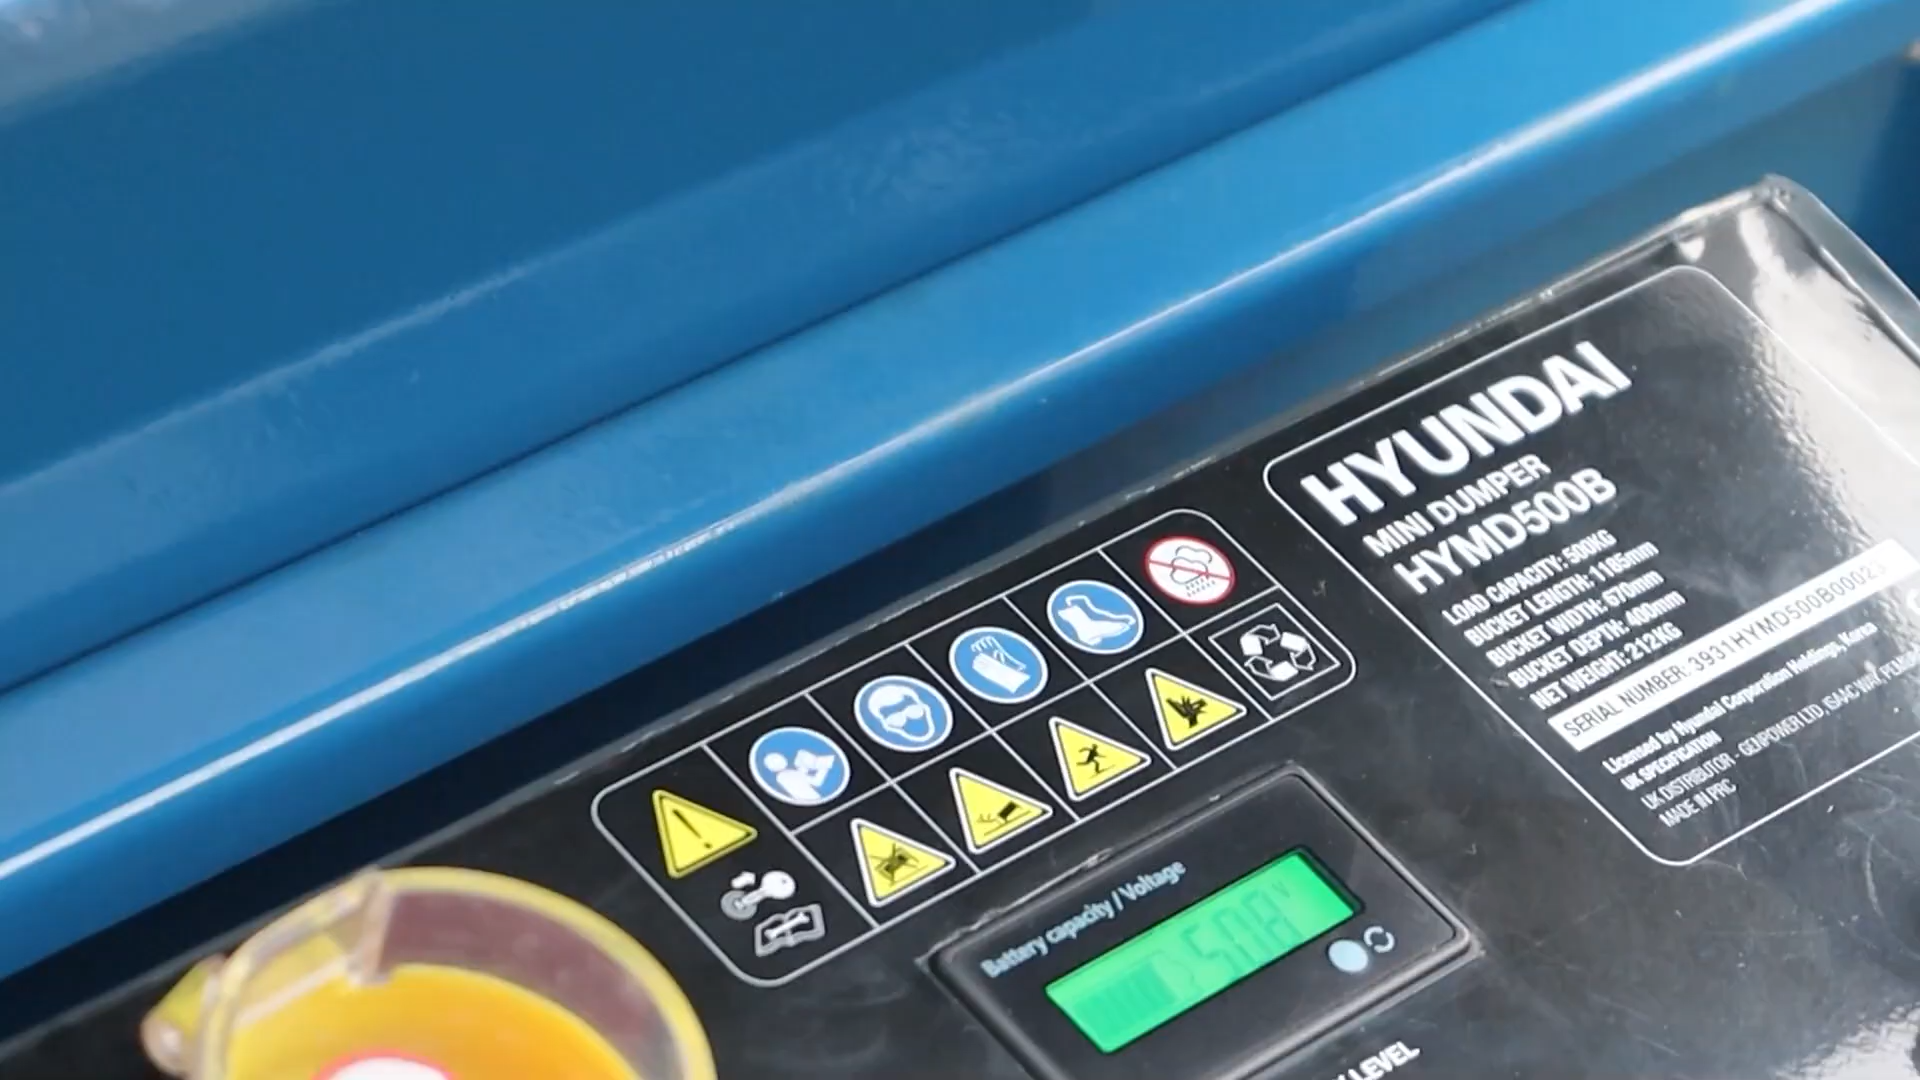 HYUNDAI
MINI DUMPER
HYMD500B
LOAD CAPACITY: 500KG
BUCKET LENGTH: 1185mm
BUCKET WIDTH: 670mm
BUCKET DEPTH: 400mm
NET WEIGHT: 212KG
SERIAL NUMBER: 3931HYMD500B00023
Licensed by Hyundai Corporation Holdings, Korea
UK SPECIFICATION
UK DISTRIBUTOR - GENPOWER LTD, ISAAC WAY,
MADE IN PRC
Battery capacity / Voltage
LEVEL